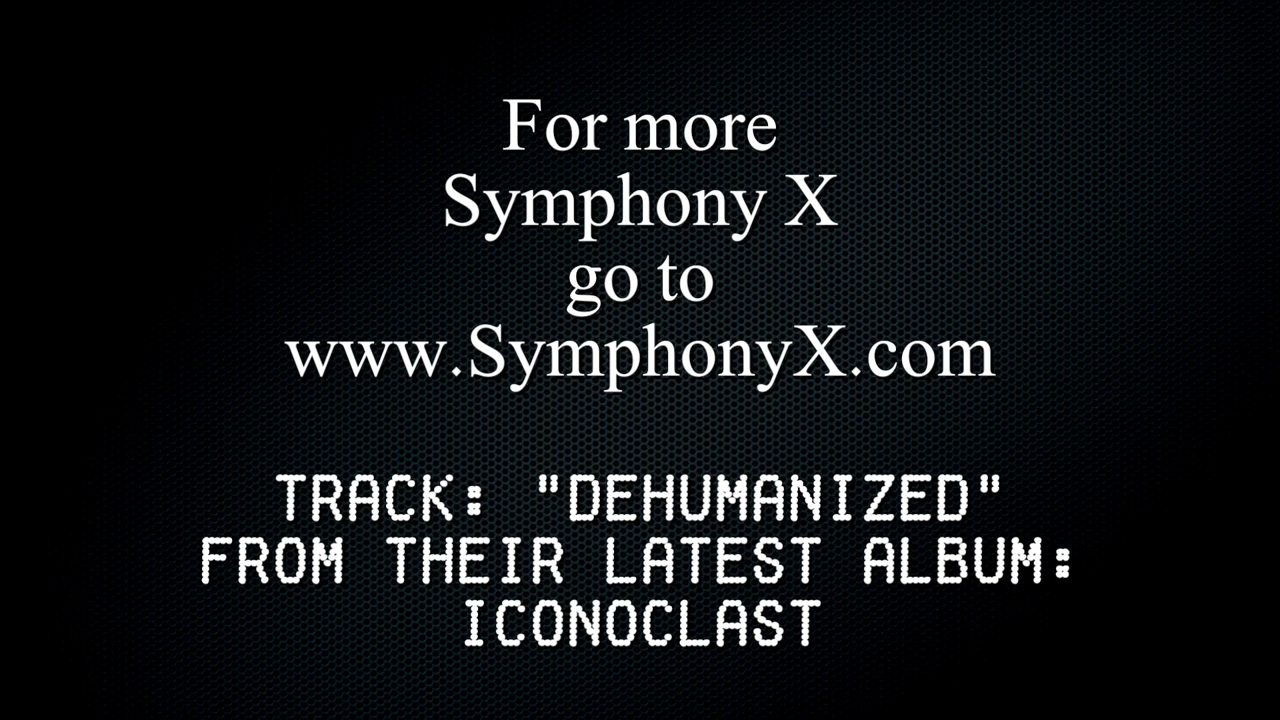 For more
Symphony X
go to
www.SymphonyX.com
TRACK: "DEHUMANIZED"
FROM THEIR LATEST ALBUM:
ICONOCLAST